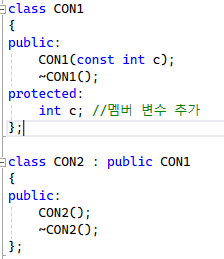 class CON1
{
public:
    CON1(const int c);
    ~CON1();
protected:
    int c; //멤버 변수 추가
};
class CON2 : public CON1
{
public:
    CON2();
    ~CON2();
};